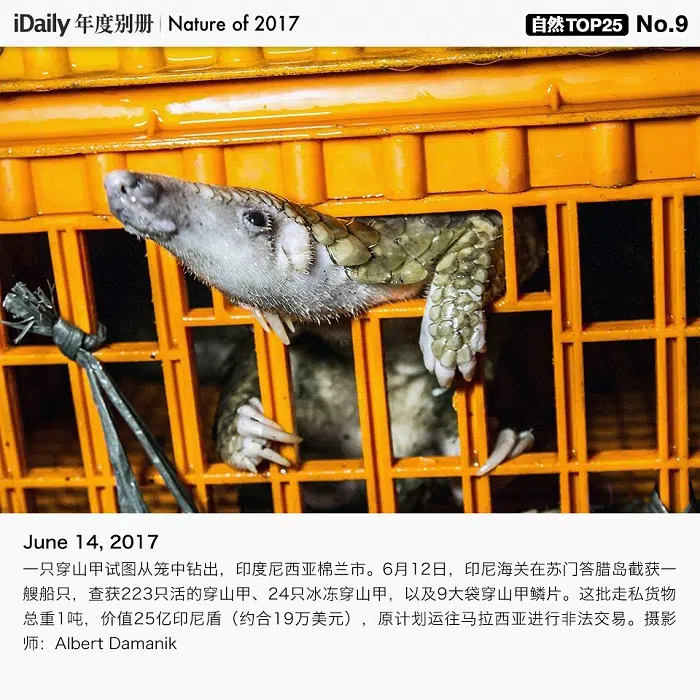 iDaily 年度别册 | Nature of 2017
自然TOP25 No.9
June 14, 2017
一只穿山甲试图从笼中钻出，印度尼西亚棉兰市。6月12日，印尼海关在苏门答腊岛截获一
艘船只，查获223只活的穿山甲、24只冰冻穿山甲，以及9大袋穿山甲鳞片。这批走私货物
总重1吨，价值25亿印尼盾（约合19万美元），原计划运往马拉西亚进行非法交易。摄影
师：Albert Damanik